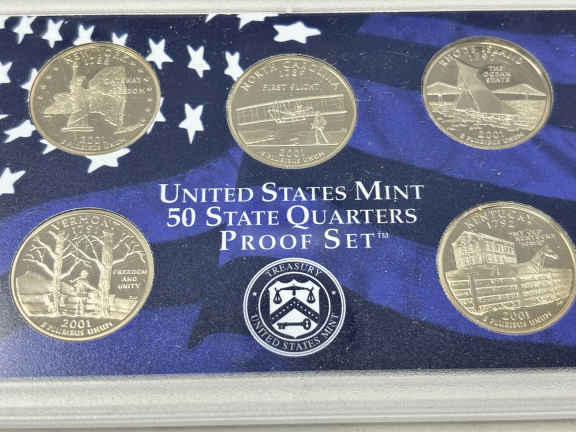 NEW YORK
1788
GATEWAY
TO
FREEDOM
2001
E PLURIBUS UNUM
NORTH CAROLINA
1789
FIRST FLIGHT
2001
E PLURIBUS UNUM
RHODE ISLAND
1790
THE
OCEAN
STATE
2001
E PLURIBUS UNUM
UNITED STATES MINT
50 STATE QUARTERS
PROOF SET™
VERMONT
1791
FREEDOM
AND
UNITY
2001
E PLURIBUS UNUM
TREASURY
UNITED STATES MINT
KENTUCKY
1792
"MY OLD
KENTUCKY
HOME"
2001
E PLURIBUS UNUM